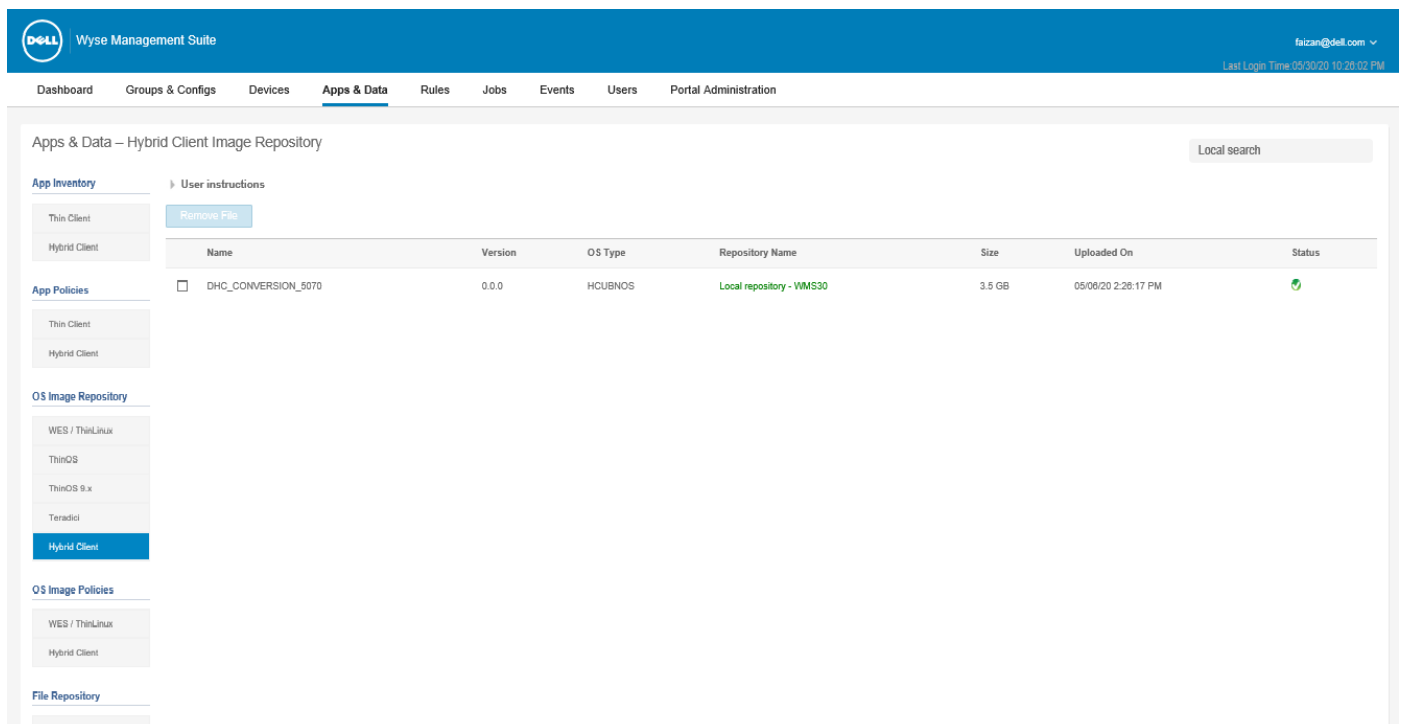 DELL
Wyse Management Suite
faizan@dell.com
Last Login Time:05/30/20 10:26:02 PM
Dashboard Groups & Configs Devices Apps & Data Rules Jobs Events Users Portal Administration
Apps & Data – Hybrid Client Image Repository
Local search
App Inventory
User instructions
Thin Client
Remove File
Hybrid Client
Name Version OS Type Repository Name Size Uploaded On Status
DHC_CONVERSION_5070 0.0.0 HCUBNOS Local repository - WMS30 3.5 GB 05/06/20 2:26:17 PM
App Policies
Thin Client
Hybrid Client
OS Image Repository
WES / ThinLinux
ThinOS
ThinOS 9.x
Teradici
Hybrid Client
OS Image Policies
WES / ThinLinux
Hybrid Client
File Repository